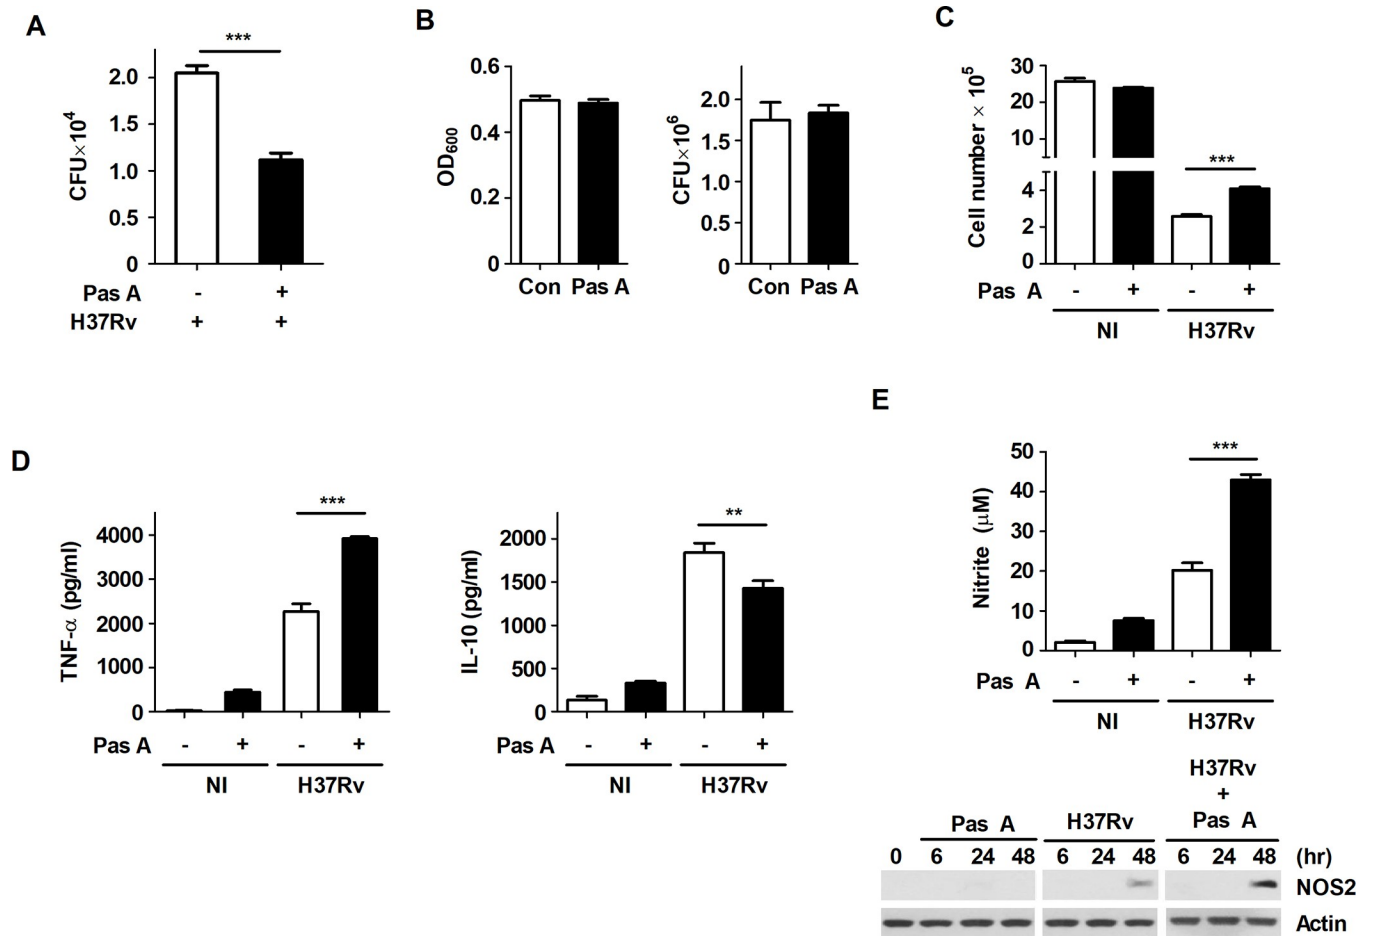 A
***
CFU×10⁴
2.0
1.5
1.0
0.5
0
Pas A - +
H37Rv + +
B
OD₆₀₀
0.6
0.4
0.2
0
Con Pas A
CFU×10⁶
2.0
1.5
1.0
0.5
0
Con Pas A
C
Cell number × 10⁵
30
20
10
4
2
0
***
Pas A - + - +
NI H37Rv
D
TNF-α (pg/ml)
4000
3000
2000
1000
0
***
Pas A - + - +
NI H37Rv
IL-10 (pg/ml)
2000
1500
1000
500
0
**
Pas A - + - +
NI H37Rv
E
Nitrite (μM)
50
40
30
20
10
0
***
Pas A - + - +
NI H37Rv
H37Rv
+
Pas A H37Rv Pas A
0 6 24 48 6 24 48 6 24 48 (hr)
NOS2
Actin